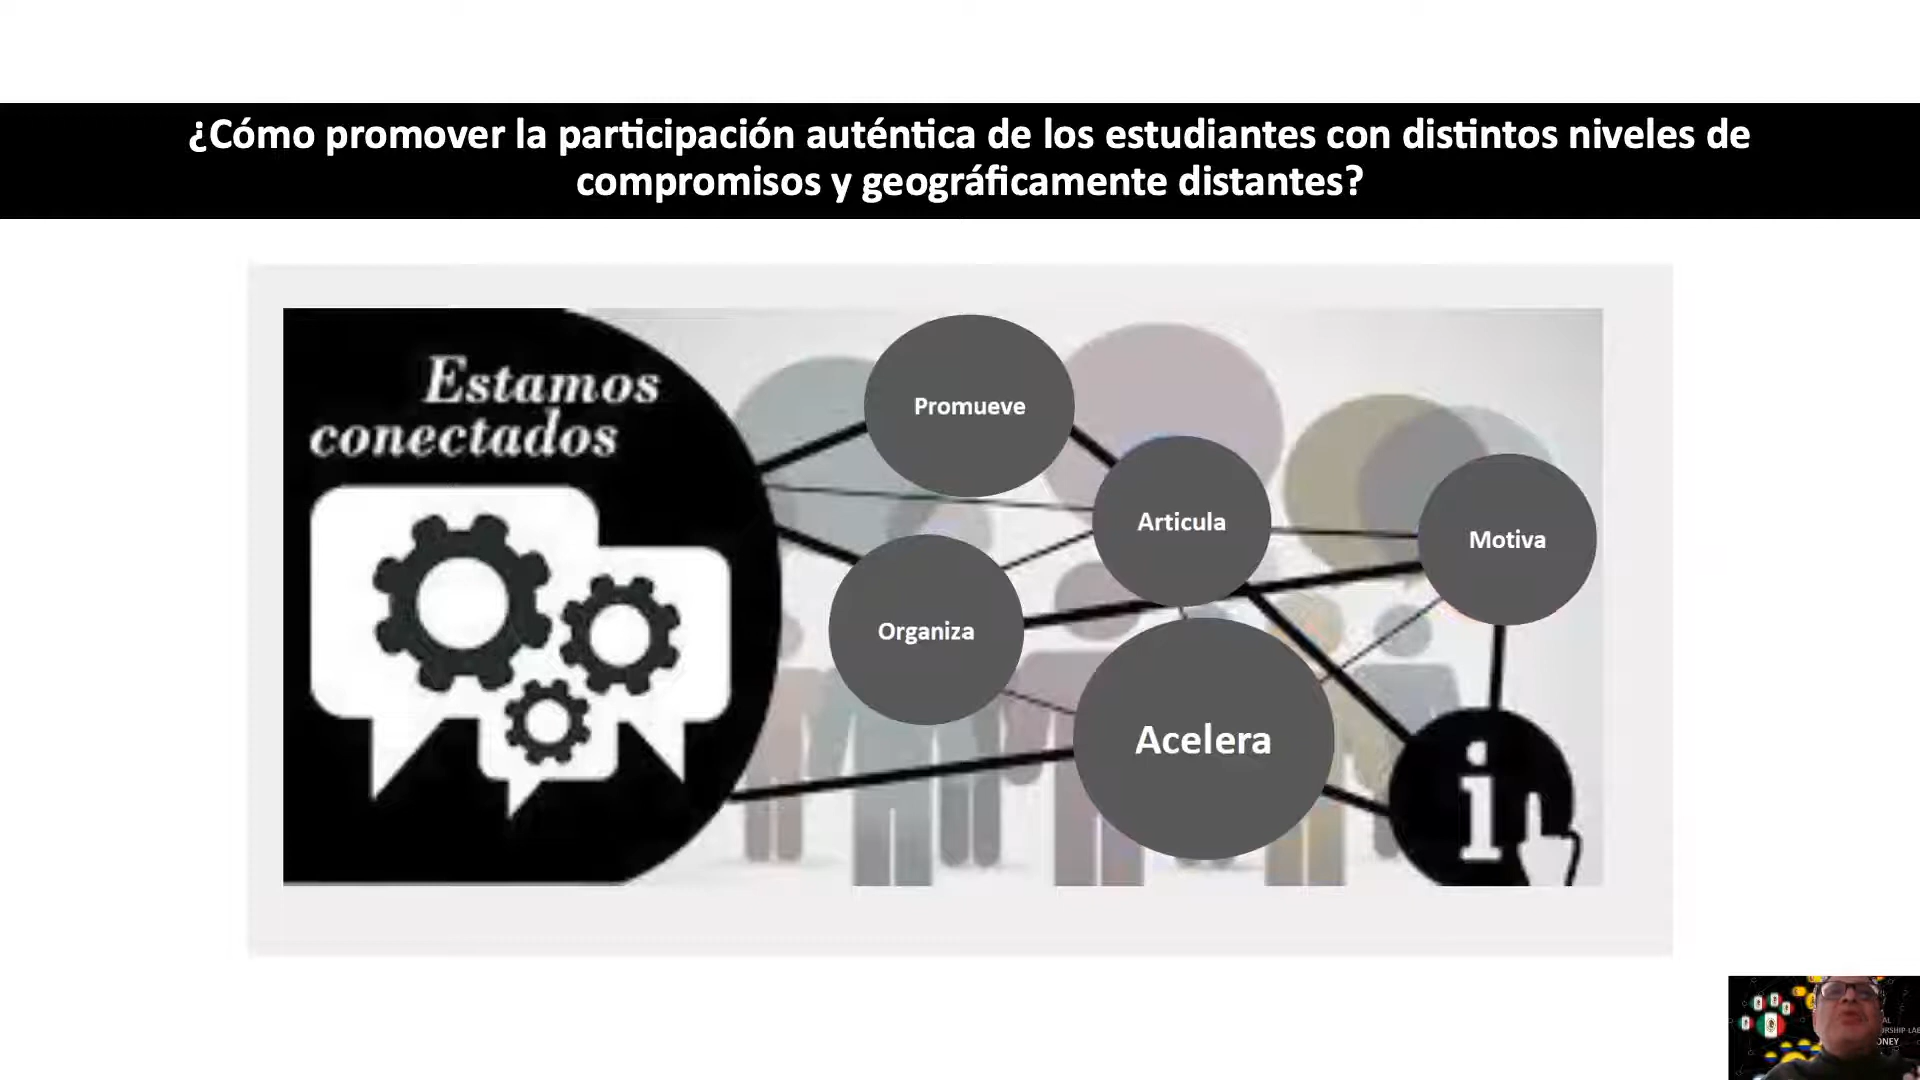 ¿Cómo promover la participación auténtica de los estudiantes con distintos niveles de
compromisos y geográficamente distantes?
Estamos
conectados
Promueve
Articula
Motiva
Organiza
Acelera
i